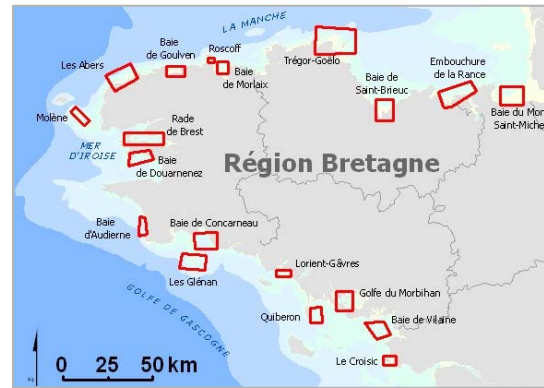 LA MANCHE
Roscoff
Baie
de Goulven
Les Abers
Baie
de Morlaix
Trégor-Goëlo
Baie de
Saint-Brieuc
Embouchure
de la Rance
Baie du Mon
Saint-Miche
Molène
Rade
de Brest
MER
D'IROISE
Baie
de Douarnenez
Région Bretagne
Baie
d'Audierne
Baie de Concarneau
Les Glénan
Lorient-Gâvres
Golfe du Morbihan
Quiberon
Baie de Vilaine
Le Croisic
GOLFE DE GASCOGNE
0 25 50 km